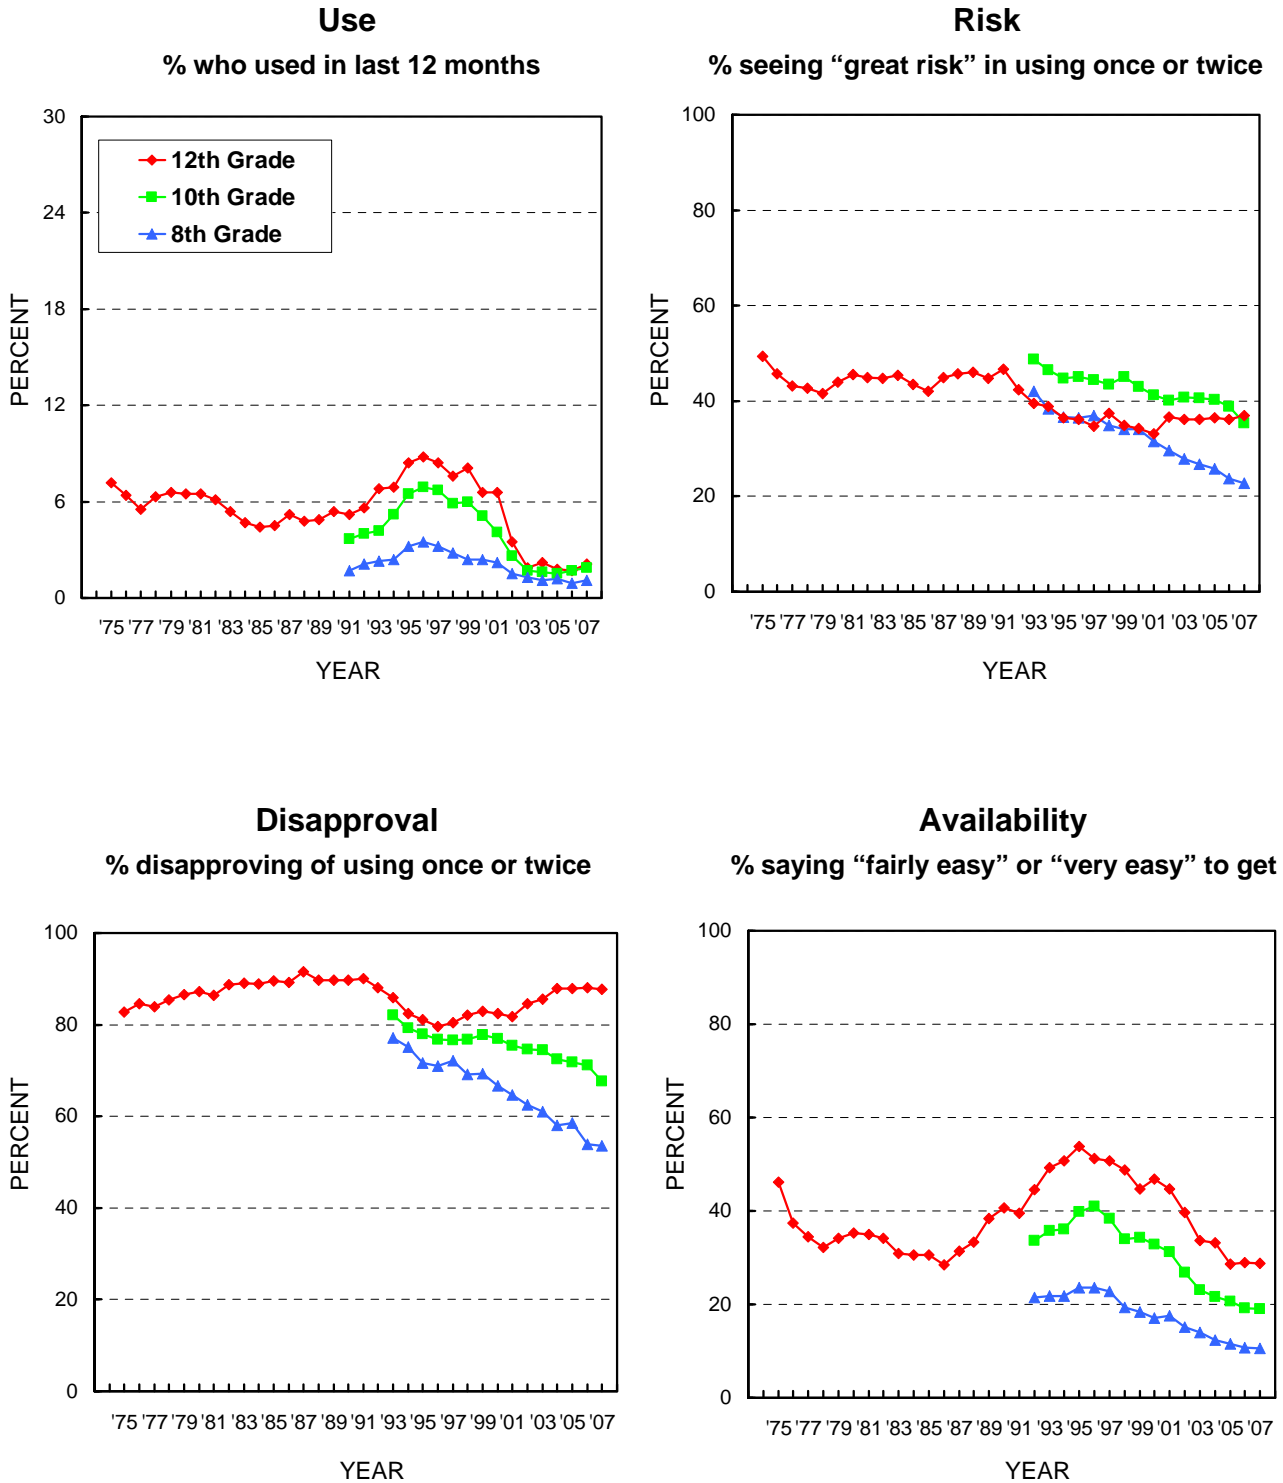 Use
% who used in last 12 months
30
24
18
12
6
0
PERCENT
12th Grade
10th Grade
8th Grade
'75 '77 '79 '81 '83 '85 '87 '89 '91 '93 '95 '97 '99 '01 '03 '05 '07
YEAR
Risk
% seeing “great risk” in using once or twice
100
80
60
40
20
0
PERCENT
'75 '77 '79 '81 '83 '85 '87 '89 '91 '93 '95 '97 '99 '01 '03 '05 '07
YEAR
Disapproval
% disapproving of using once or twice
100
80
60
40
20
0
PERCENT
'75 '77 '79 '81 '83 '85 '87 '89 '91 '93 '95 '97 '99 '01 '03 '05 '07
YEAR
Availability
% saying “fairly easy” or “very easy” to get
100
80
60
40
20
0
PERCENT
'75 '77 '79 '81 '83 '85 '87 '89 '91 '93 '95 '97 '99 '01 '03 '05 '07
YEAR